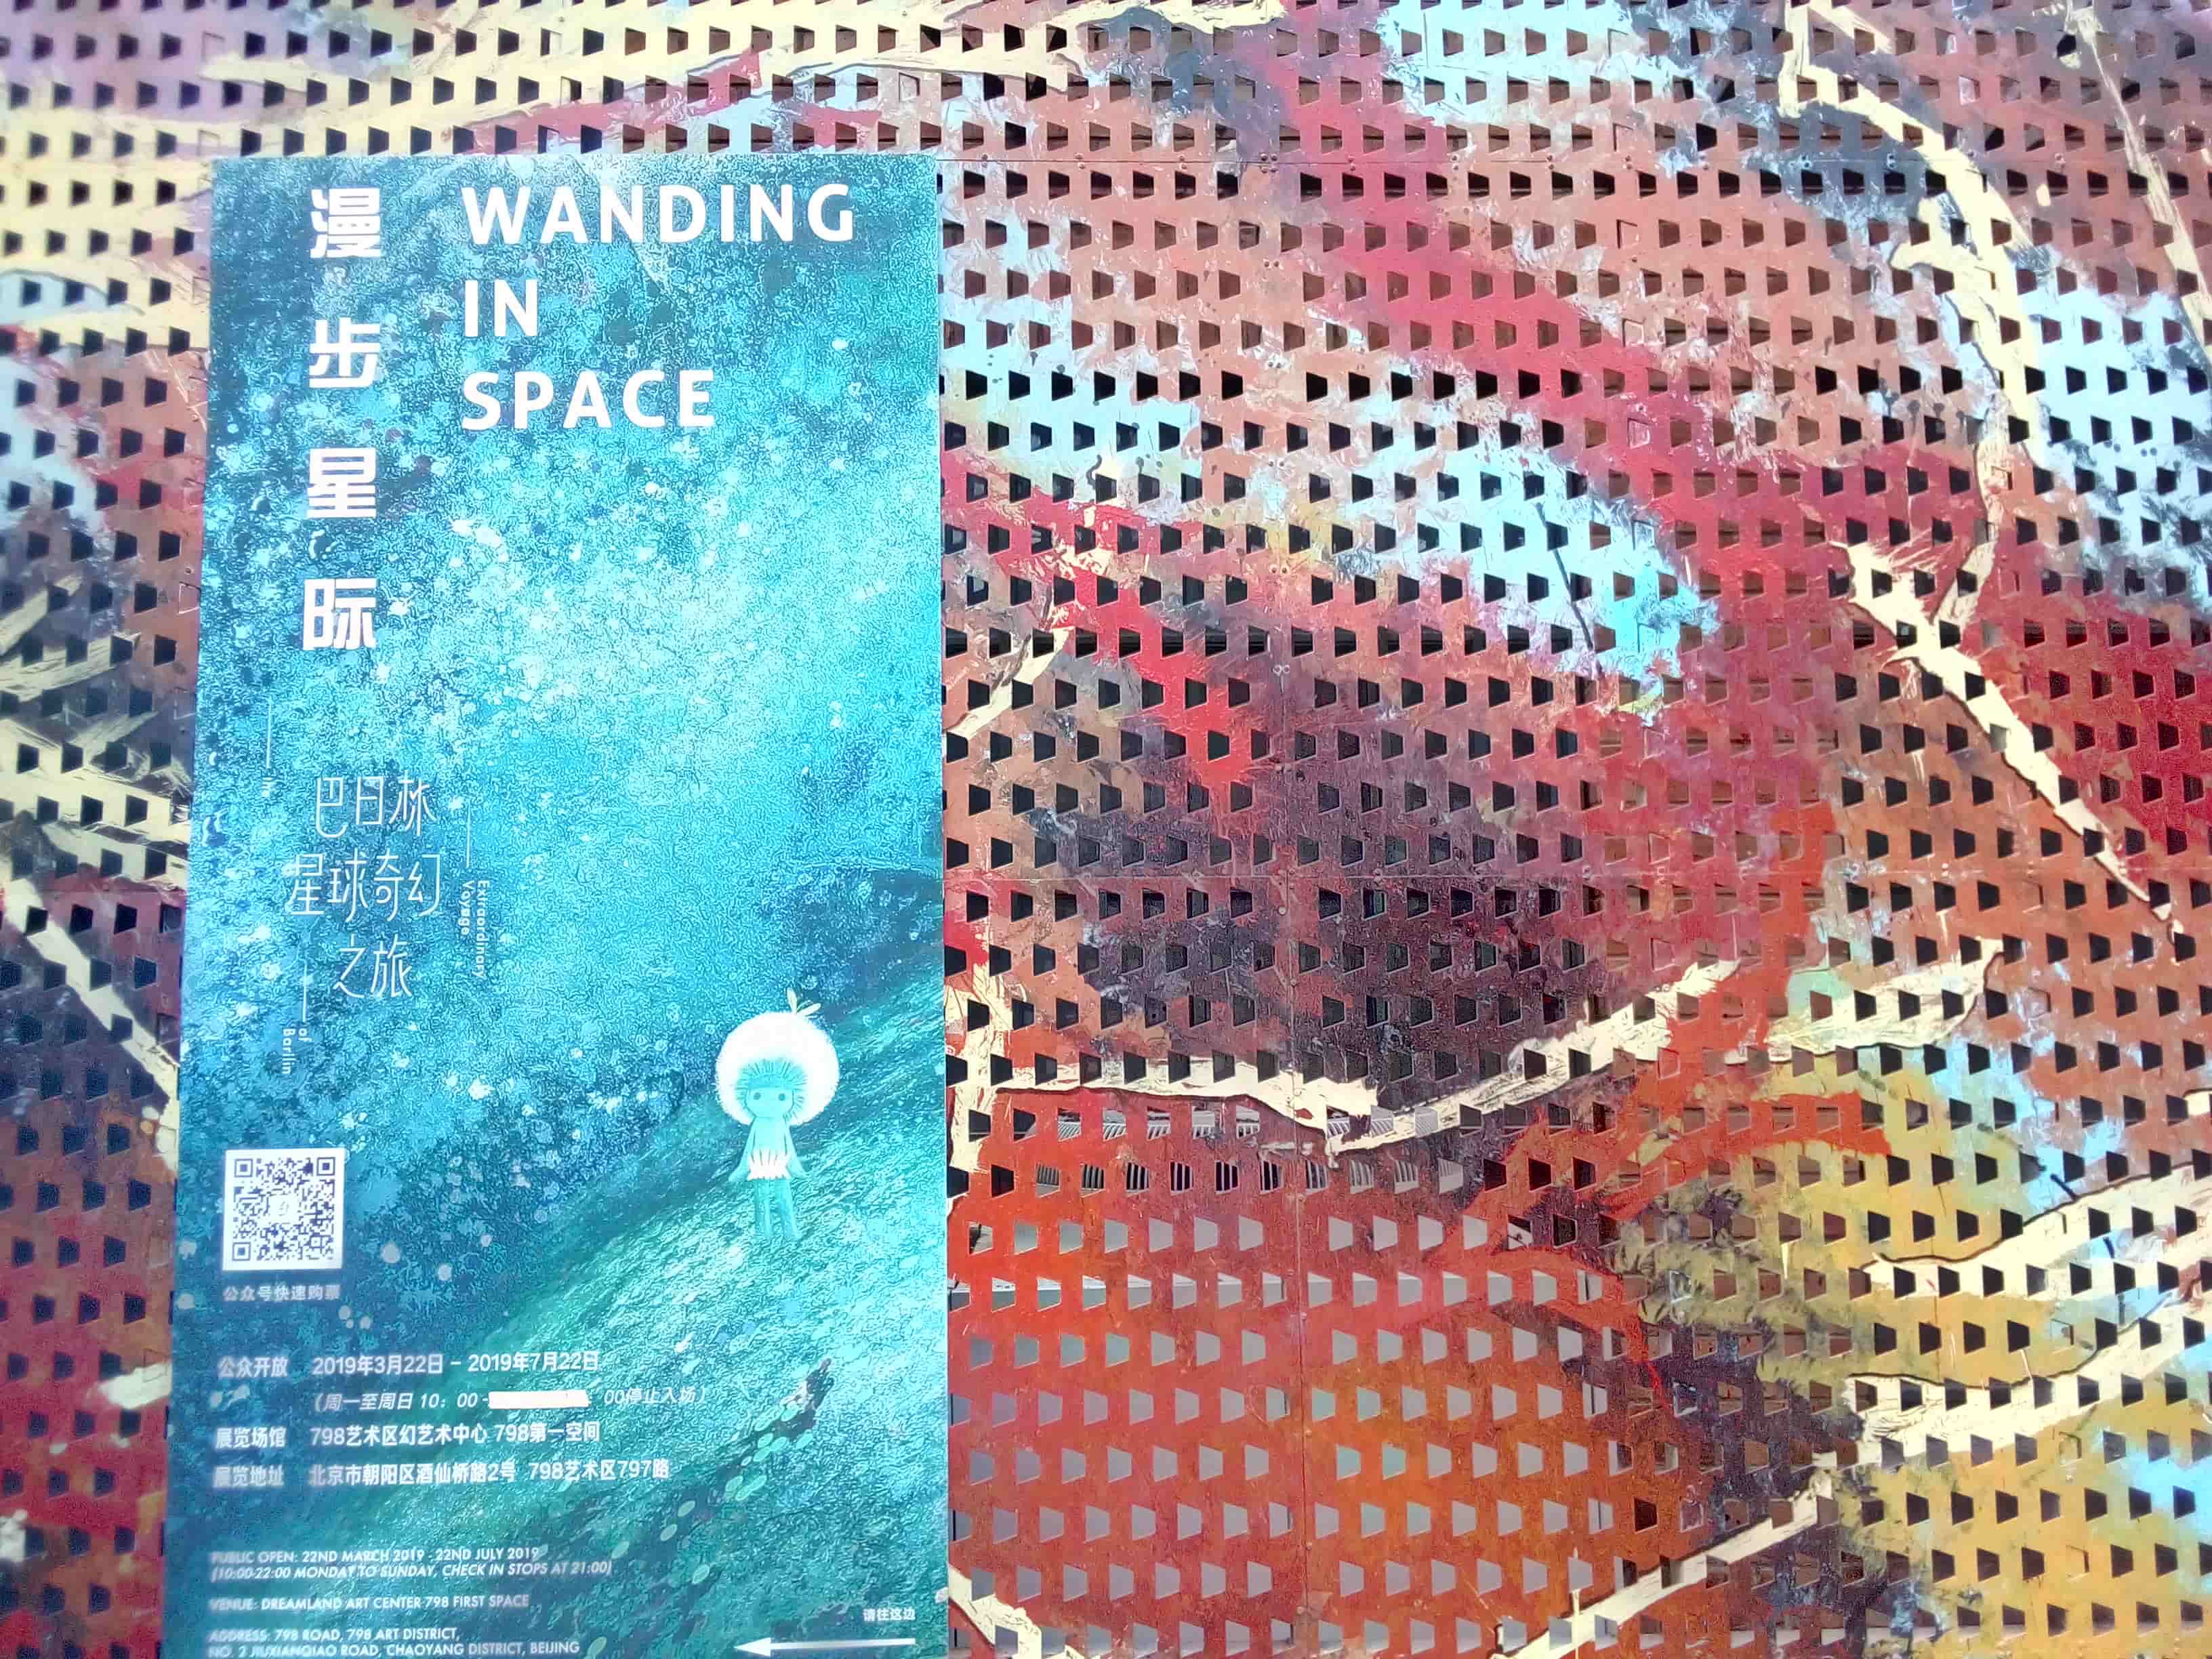 漫步星际
WANDING
IN
SPACE
in
巴日林
星球奇幻
之旅
Extraordinary
Voyage
of
Barlin
公众号快速购票
公众开放 2019年3月22日 - 2019年7月22日
(周一至周日 10：00 - 00停止入场)
展览场馆 798艺术区幻艺术中心 798第一空间
展览地址 北京市朝阳区酒仙桥路2号 798艺术区797路
PUBLIC OPEN: 22ND MARCH 2019 - 22ND JULY 2019
(10:00-22:00 MONDAY TO SUNDAY, CHECK IN STOPS AT 21:00)
VENUE: DREAMLAND ART CENTER·798 FIRST SPACE
ADDRESS: 798 ROAD, 798 ART DISTRICT,
NO. 2 JIUXIANQIAO ROAD, CHAOYANG DISTRICT, BEIJING
请往这边